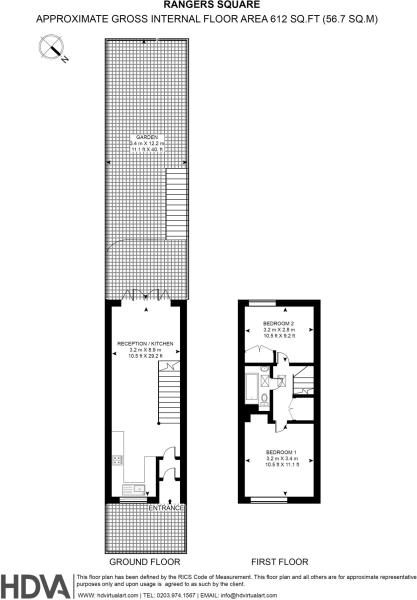 RANGERS SQUARE
APPROXIMATE GROSS INTERNAL FLOOR AREA 612 SQ.FT (56.7 SQ.M)
N
GARDEN
3.4 m X 12.2 m
11.1 ft X 40. ft
RECEPTION / KITCHEN
3.2 m X 8.9 m
10.5 ft X 29.2 ft
ENTRANCE
GROUND FLOOR
BEDROOM 2
3.2 m X 2.8 m
10.5 ft X 9.2 ft
BEDROOM 1
3.2 m X 3.4 m
10.5 ft X 11.1 ft
FIRST FLOOR
HDVA
This floor plan has been defined by the RICS Code of Measurement. This floor plan and all others are for approximate representative
purposes only and upon usage is agreed to as such by the client.
WWW: hdvirtualart.com | TEL: 0203.974.1567 | EMAIL: info@hdvirtualart.com